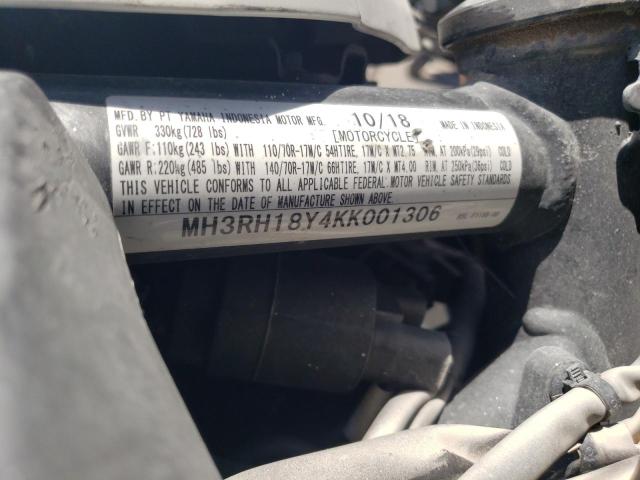 MFD. BY PT YAMAHA INDONESIA MOTOR MFG. 10/18 MADE IN INDONESIA
GVWR 330kg(728 lbs) [MOTORCYCLE]
GAWR F:110kg(243 lbs)WITH 110/70R-17M/C 54HTIRE, 17M/C X MT2.75 RIM, AT 200kPa(29psi) COLD
GAWR R:220kg(485 lbs)WITH 140/70R-17M/C 66HTIRE, 17M/C X MT4.00 RIM, AT 250kPa(36psi) COLD
THIS VEHICLE CONFORMS TO ALL APPLICABLE FEDERAL MOTOR VEHICLE SAFETY STANDARDS
IN EFFECT ON THE DATE OF MANUFACTURE SHOWN ABOVE.
MH3RH18Y4KK001306